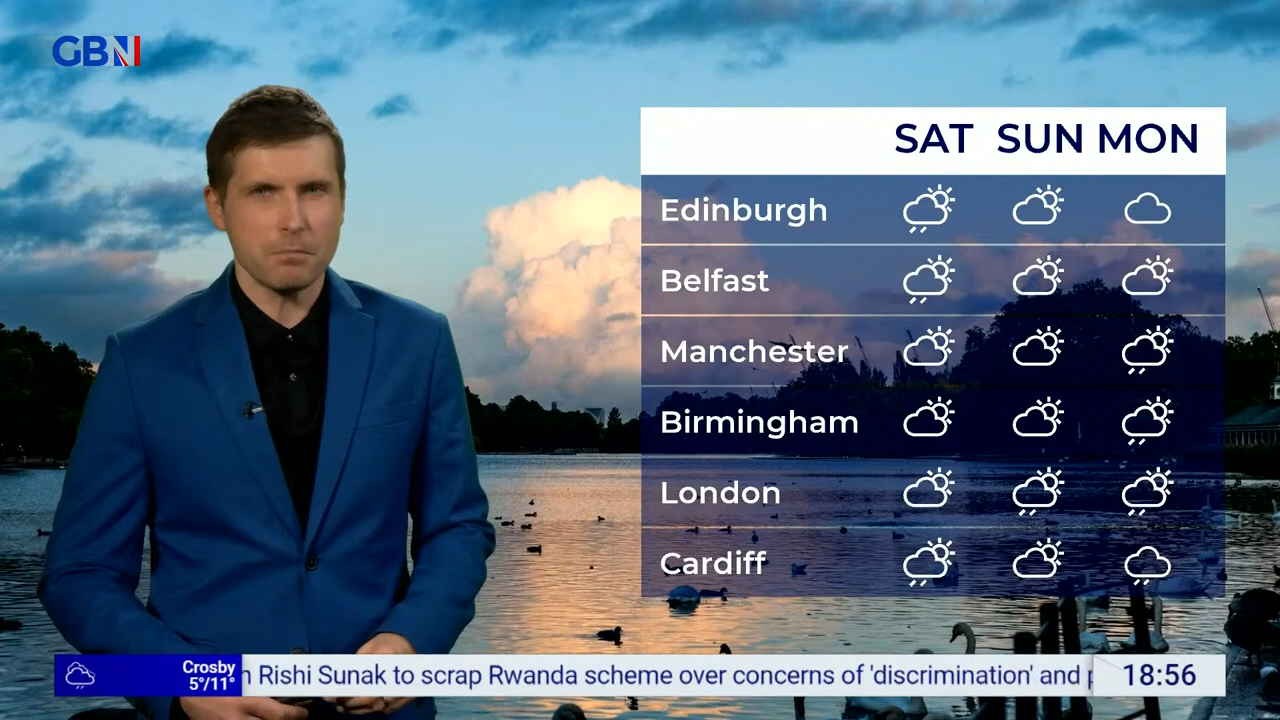 GBN
SAT SUN MON
Edinburgh
Belfast
Manchester
Birmingham
London
Cardiff
Crosby
5°/11°
Rishi Sunak to scrap Rwanda scheme over concerns of 'discrimination' and
18:56